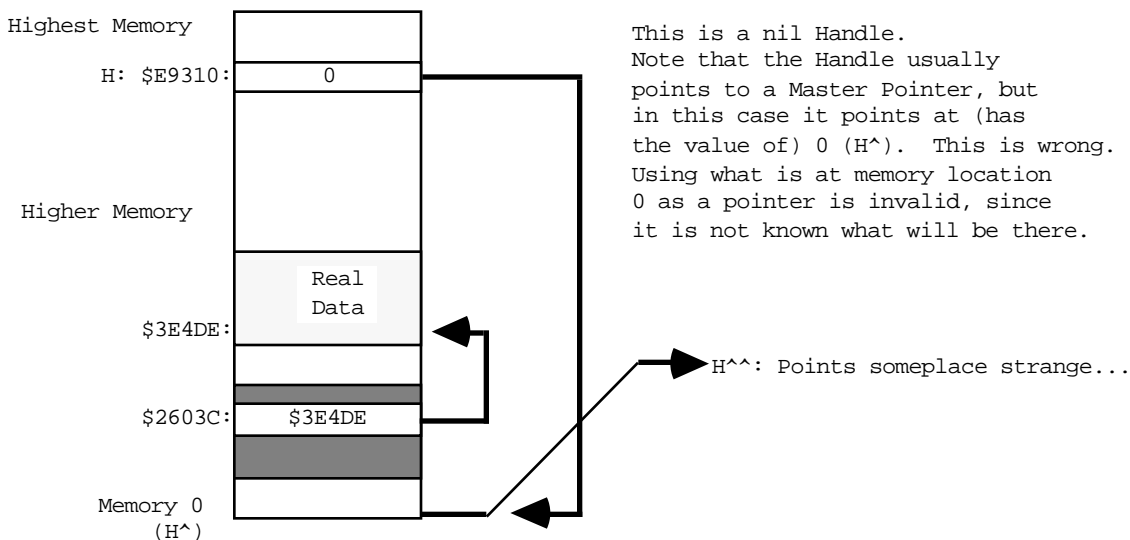 Highest Memory
H: $E9310:
0
This is a nil Handle.
Note that the Handle usually
points to a Master Pointer, but
in this case it points at (has
the value of) 0 (H^).  This is wrong.
Using what is at memory location
0 as a pointer is invalid, since
it is not known what will be there.
Higher Memory
Real
Data
$3E4DE:
H^^: Points someplace strange...
$2603C:
$3E4DE
Memory 0
(H^)